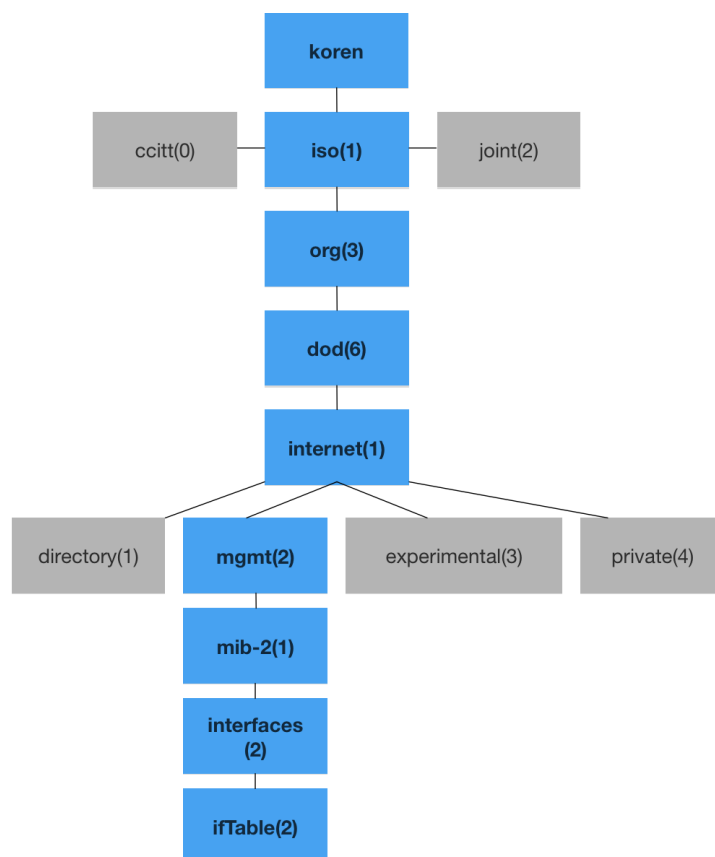 koren
ccitt(0)
iso(1)
joint(2)
org(3)
dod(6)
internet(1)
directory(1)
mgmt(2)
experimental(3)
private(4)
mib-2(1)
interfaces
(2)
ifTable(2)